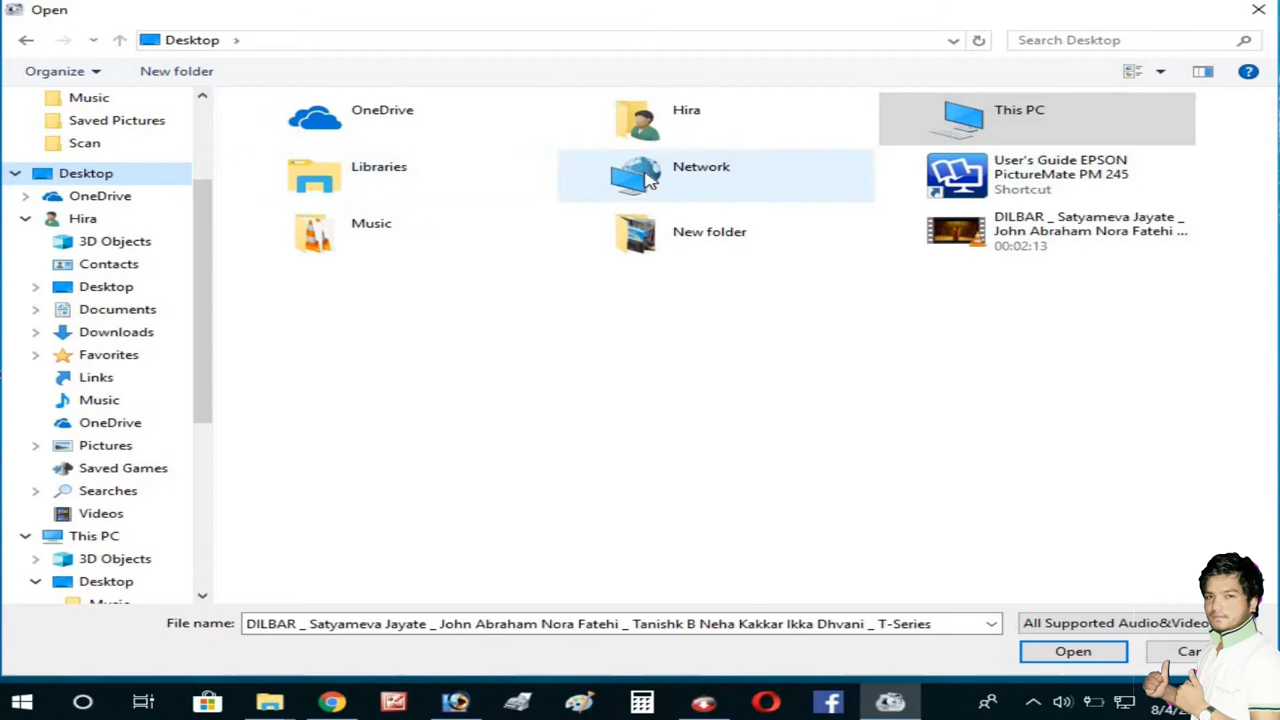 Open
Desktop
Search Desktop
Organize
New folder
Music
Saved Pictures
Scan
Desktop
OneDrive
Hira
3D Objects
Contacts
Desktop
Documents
Downloads
Favorites
Links
Music
OneDrive
Pictures
Saved Games
Searches
Videos
This PC
3D Objects
Desktop
OneDrive
Hira
This PC
Libraries
Network
User's Guide EPSON
PictureMate PM 245
Shortcut
Music
New folder
DILBAR _ Satyameva Jayate _
John Abraham Nora Fatehi ...
00:02:13
File name:
DILBAR _ Satyameva Jayate _ John Abraham Nora Fatehi _ Tanishk B Neha Kakkar Ikka Dhvani _ T-Series
All Supported Audio&Video
Open
8/4/2